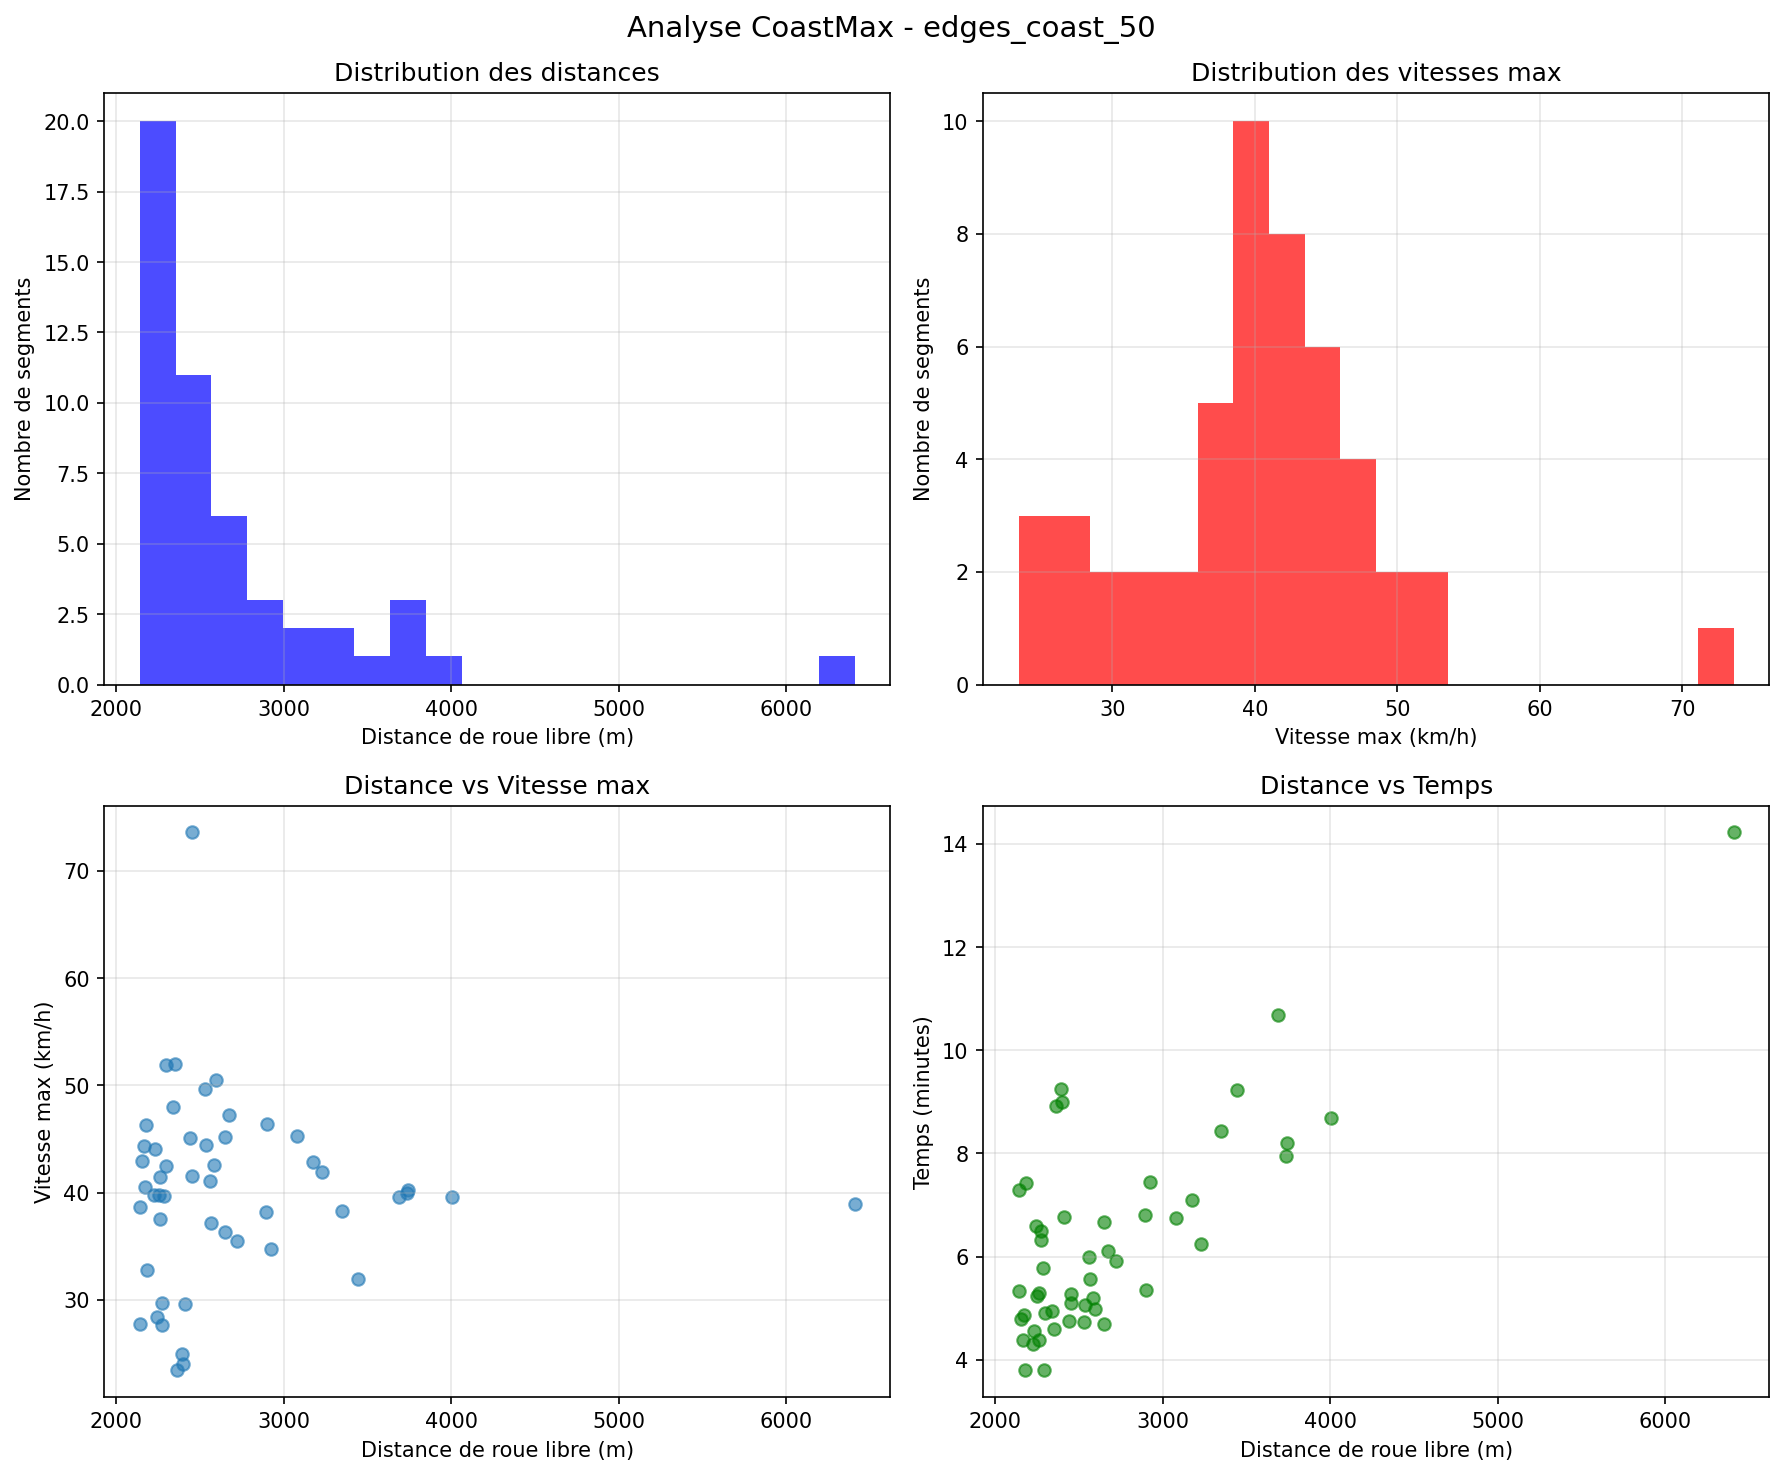 Analyse CoastMax - edges_coast_50
Distribution des distances
20.0
17.5
15.0
12.5
10.0
7.5
5.0
2.5
0.0
Nombre de segments
2000 3000 4000 5000 6000
Distance de roue libre (m)
Distribution des vitesses max
10
8
6
4
2
0
Nombre de segments
30 40 50 60 70
Vitesse max (km/h)
Distance vs Vitesse max
70
60
50
40
30
Vitesse max (km/h)
2000 3000 4000 5000 6000
Distance de roue libre (m)
Distance vs Temps
14
12
10
8
6
4
Temps (minutes)
2000 3000 4000 5000 6000
Distance de roue libre (m)